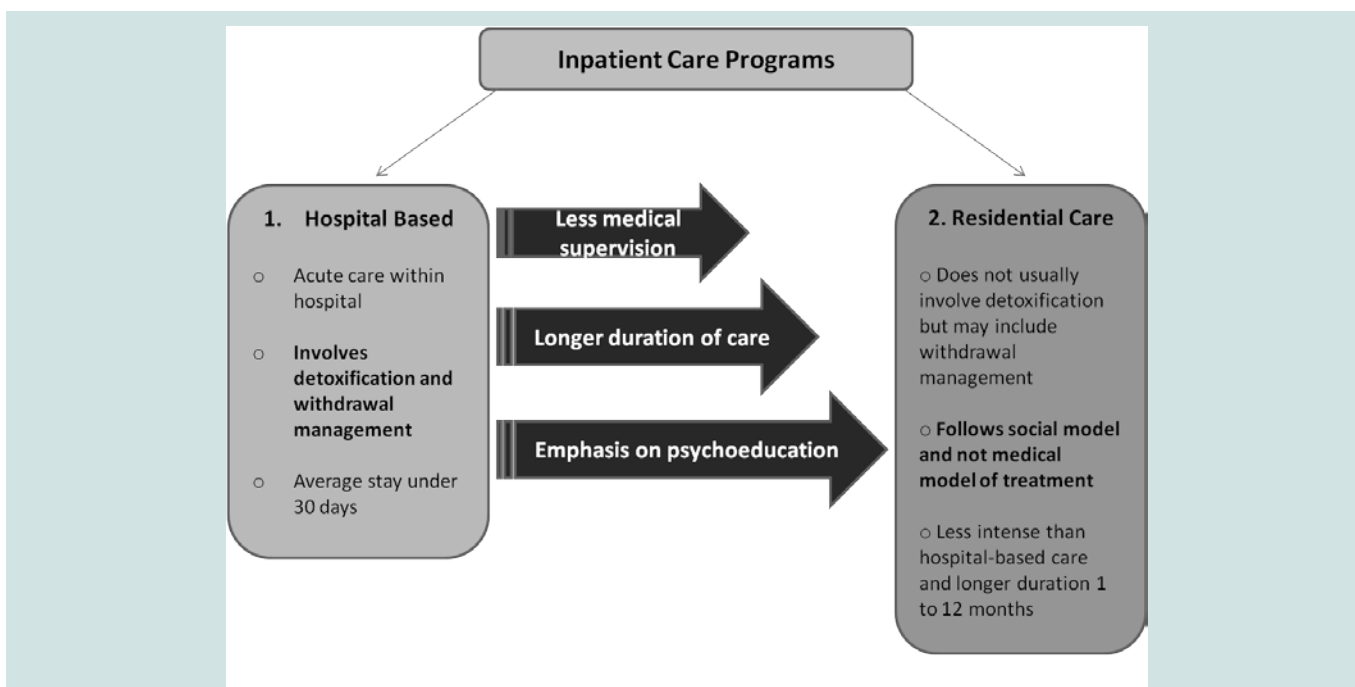 Inpatient Care Programs
1. Hospital Based
○ Acute care within
hospital
○ Involves
detoxification and
withdrawal
management
○ Average stay under
30 days
Less medical
supervision
Longer duration of care
Emphasis on psychoeducation
2. Residential Care
○ Does not usually
involve detoxification
but may include
withdrawal
management
○ Follows social model
and not medical
model of treatment
○ Less intense than
hospital-based care
and longer duration 1
to 12 months